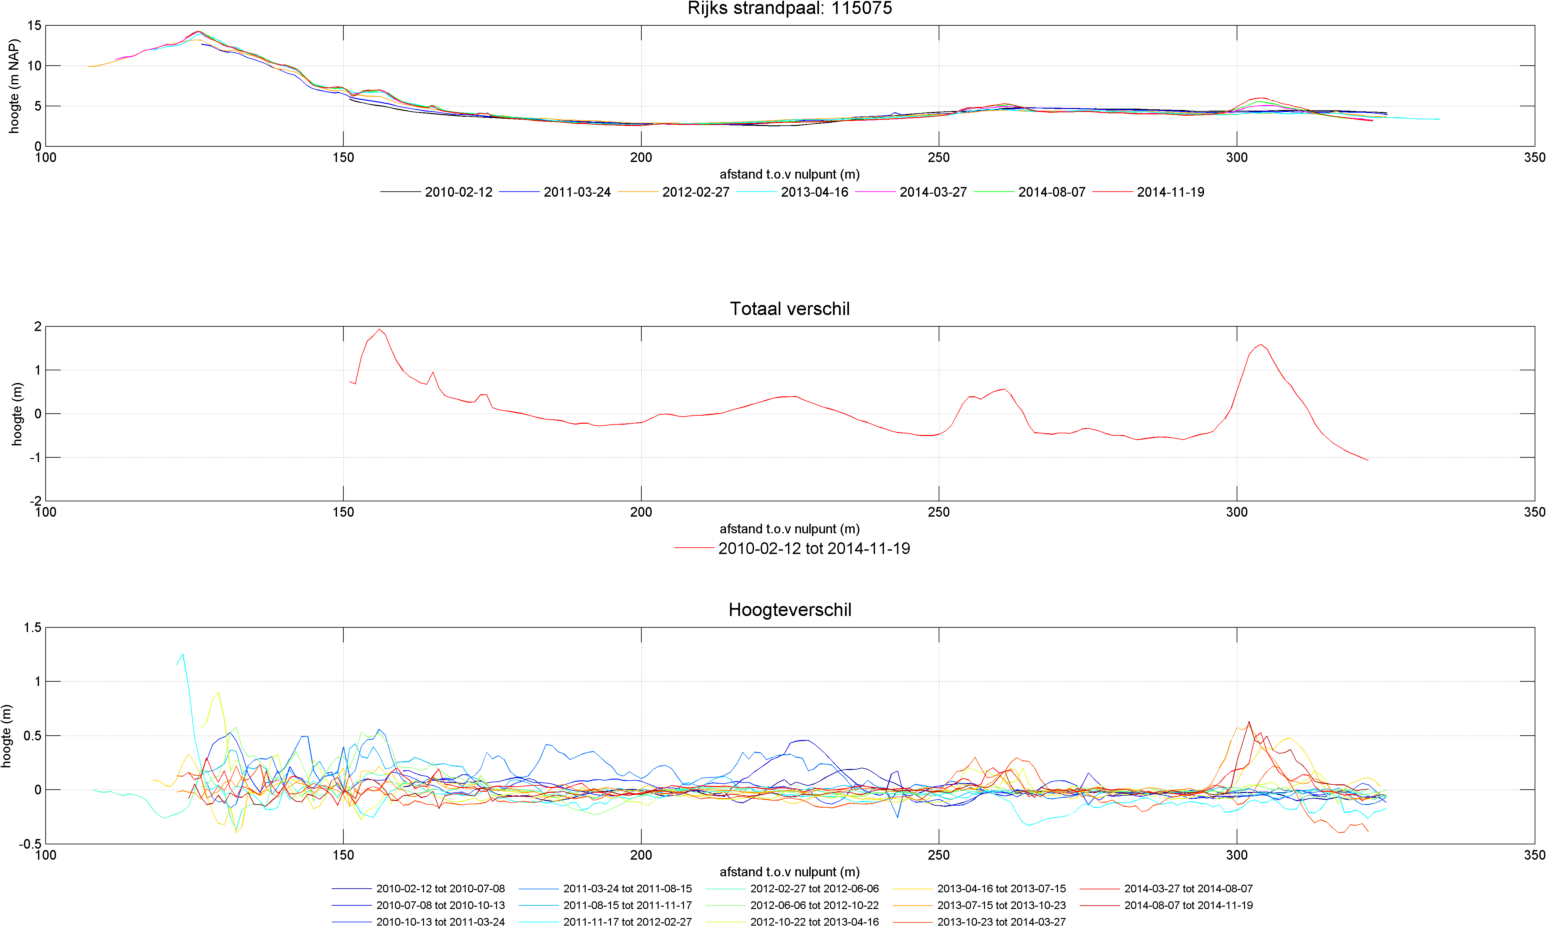 Rijks strandpaal: 115075
15
10
5
0
hoogte (m NAP)
100 150 200 250 300 350
afstand t.o.v nulpunt (m)
2010-02-12 2011-03-24 2012-02-27 2013-04-16 2014-03-27 2014-08-07 2014-11-19
Totaal verschil
2
1
0
-1
-2
hoogte (m)
100 150 200 250 300 350
afstand t.o.v nulpunt (m)
2010-02-12 tot 2014-11-19
Hoogteverschil
1.5
1
0.5
0
-0.5
hoogte (m)
100 150 200 250 300 350
afstand t.o.v nulpunt (m)
2010-02-12 tot 2010-07-08 2011-03-24 tot 2011-08-15 2012-02-27 tot 2012-06-06 2013-04-16 tot 2013-07-15 2014-03-27 tot 2014-08-07
2010-07-08 tot 2010-10-13 2011-08-15 tot 2011-11-17 2012-06-06 tot 2012-10-22 2013-07-15 tot 2013-10-23 2014-08-07 tot 2014-11-19
2010-10-13 tot 2011-03-24 2011-11-17 tot 2012-02-27 2012-10-22 tot 2013-04-16 2013-10-23 tot 2014-03-27